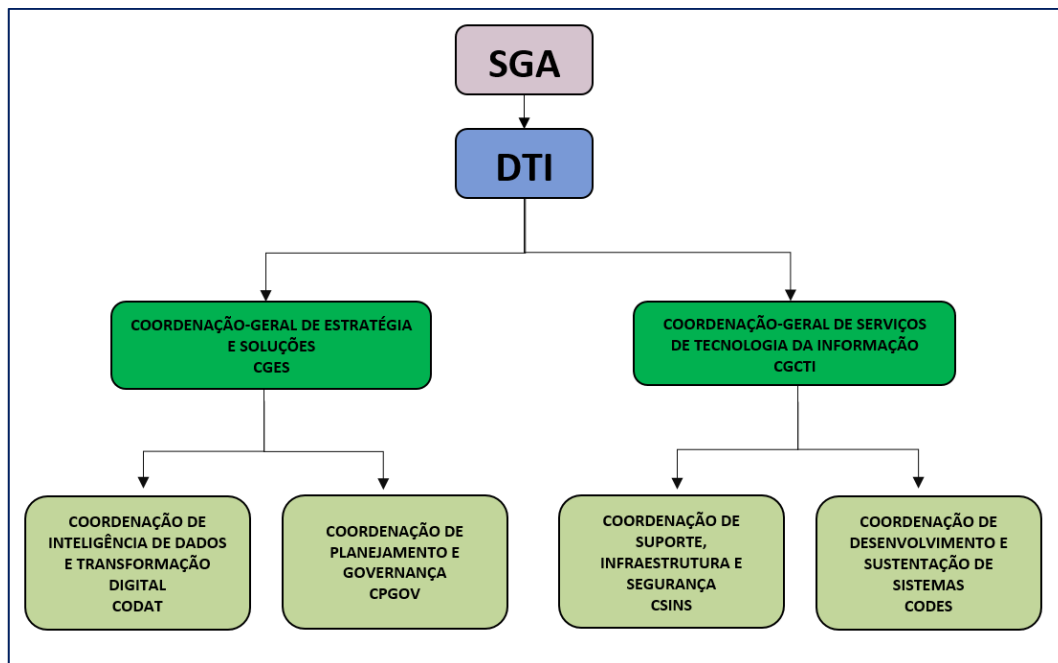 SGA
DTI
COORDENAÇÃO-GERAL DE ESTRATÉGIA
E SOLUÇÕES
CGES
COORDENAÇÃO-GERAL DE SERVIÇOS
DE TECNOLOGIA DA INFORMAÇÃO
CGCTI
COORDENAÇÃO DE
INTELIGÊNCIA DE DADOS
E TRANSFORMAÇÃO
DIGITAL
CODAT
COORDENAÇÃO DE
PLANEJAMENTO E
GOVERNANÇA
CPGOV
COORDENAÇÃO DE
SUPORTE,
INFRAESTRUTURA E
SEGURANÇA
CSINS
COORDENAÇÃO DE
DESENVOLVIMENTO E
SUSTENTAÇÃO DE
SISTEMAS
CODES